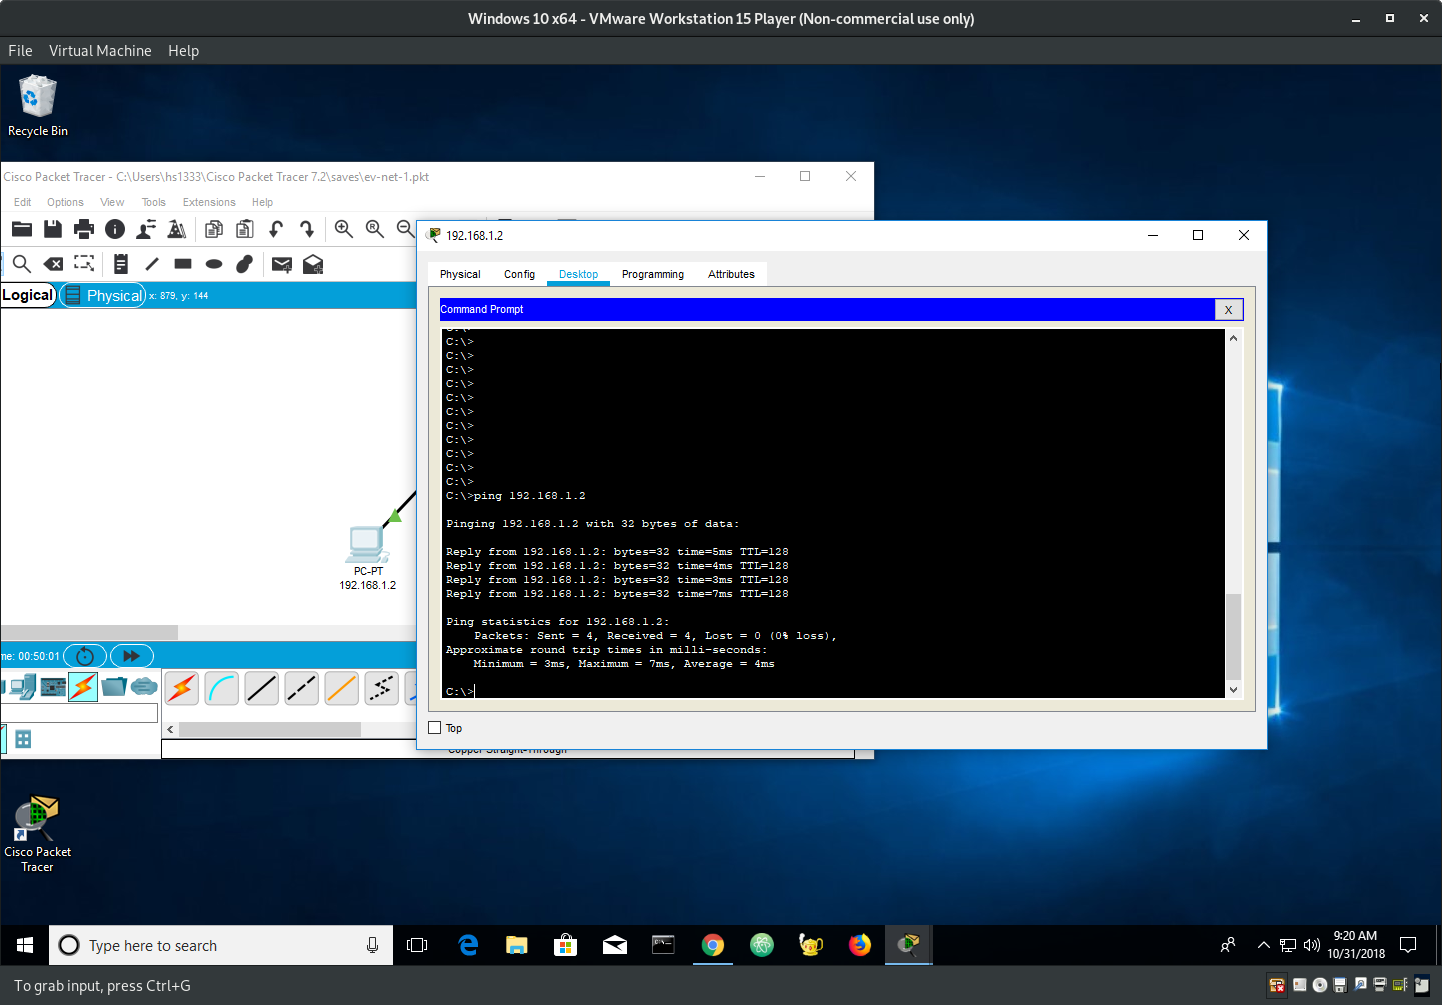 Windows 10 x64 - VMware Workstation 15 Player (Non-commercial use only)
File Virtual Machine Help
Recycle Bin
Cisco Packet Tracer - C:\Users\hs1333\Cisco Packet Tracer 7.2\saves\ev-net-1.pkt
Edit Options View Tools Extensions Help
Logical Physical x: 879, y: 144
PC-PT
192.168.1.2
me: 00:50:01
Copper Straight-Through
192.168.1.2
Physical Config Desktop Programming Attributes
Command Prompt X
C:\>
C:\>
C:\>
C:\>
C:\>
C:\>
C:\>
C:\>
C:\>
C:\>
C:\>
C:\>ping 192.168.1.2
Pinging 192.168.1.2 with 32 bytes of data:
Reply from 192.168.1.2: bytes=32 time=5ms TTL=128
Reply from 192.168.1.2: bytes=32 time=4ms TTL=128
Reply from 192.168.1.2: bytes=32 time=3ms TTL=128
Reply from 192.168.1.2: bytes=32 time=7ms TTL=128
Ping statistics for 192.168.1.2:
Packets: Sent = 4, Received = 4, Lost = 0 (0% loss),
Approximate round trip times in milli-seconds:
Minimum = 3ms, Maximum = 7ms, Average = 4ms
C:\>
Top
Cisco Packet
Tracer
Type here to search
9:20 AM
10/31/2018
To grab input, press Ctrl+G